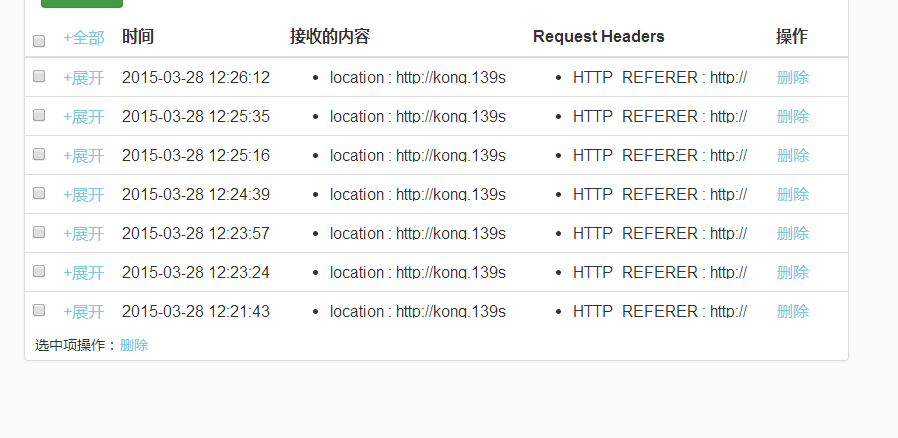 +全部 时间 接收的内容 Request Headers 操作
+展开 2015-03-28 12:26:12 • location : http://kong.139s • HTTP_REFERER : http:// 删除
+展开 2015-03-28 12:25:35 • location : http://kong.139s • HTTP_REFERER : http:// 删除
+展开 2015-03-28 12:25:16 • location : http://kong.139s • HTTP_REFERER : http:// 删除
+展开 2015-03-28 12:24:39 • location : http://kong.139s • HTTP_REFERER : http:// 删除
+展开 2015-03-28 12:23:57 • location : http://kong.139s • HTTP_REFERER : http:// 删除
+展开 2015-03-28 12:23:24 • location : http://kong.139s • HTTP_REFERER : http:// 删除
+展开 2015-03-28 12:21:43 • location : http://kong.139s • HTTP_REFERER : http:// 删除
选中项操作：删除